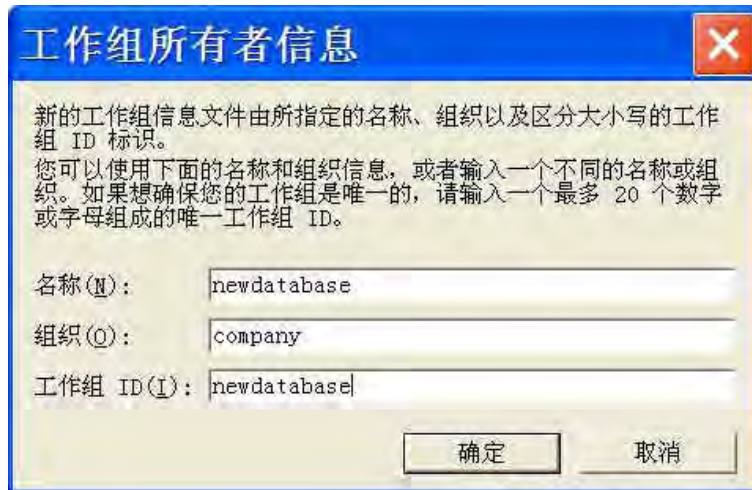 工作组所有者信息
新的工作组信息文件由所指定的名称、组织以及区分大小写的工作
组 ID 标识。
您可以使用下面的名称和组织信息，或者输入一个不同的名称或组
织。如果想确保您的工作组是唯一的，请输入一个最多 20 个数字
或字母组成的唯一工作组 ID。
名称(N): newdatabase
组织(O): company
工作组 ID(I): newdatabase
确定 取消